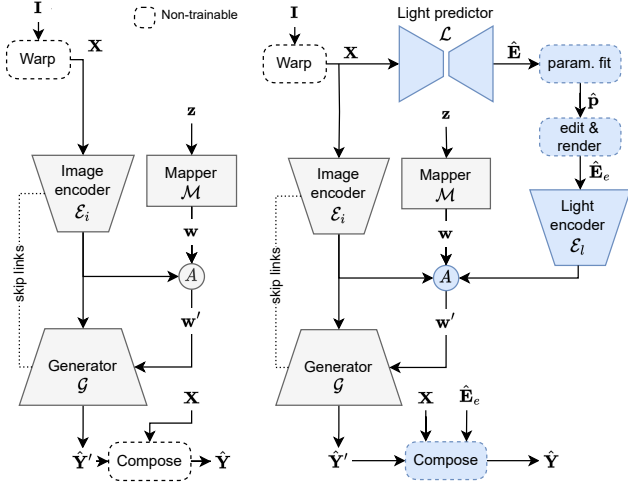 I
Non-trainable
Warp
X
z
Image
encoder
ℰᵢ
Mapper
ℳ
w
A
skip links
w′
Generator
𝒢
X
Ŷ′
Compose
Ŷ
Light predictor
ℒ
I
Warp
X
Ê
param. fit
p̂
edit &
render
Êₑ
z
Image
encoder
ℰᵢ
Mapper
ℳ
Light
encoder
ℰₗ
w
A
skip links
w′
Generator
𝒢
X
Êₑ
Ŷ′
Compose
Ŷ